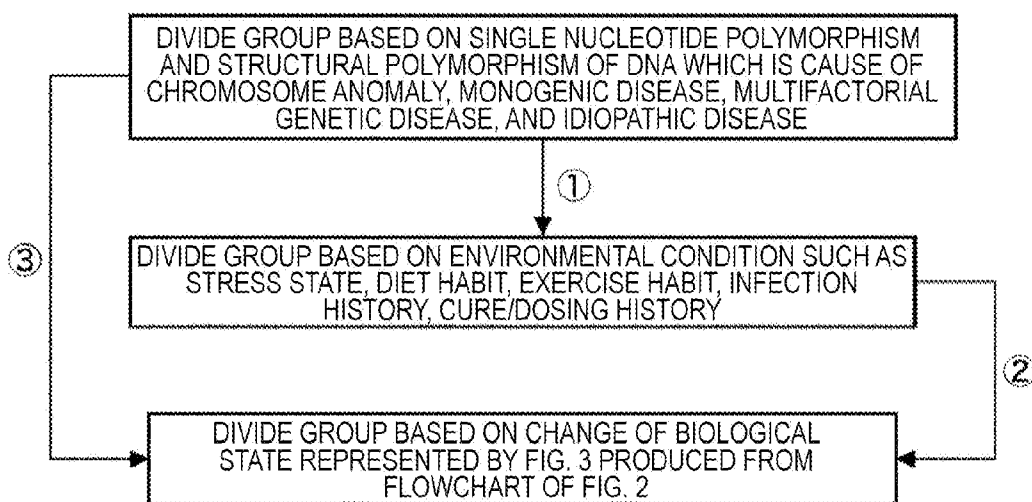 DIVIDE GROUP BASED ON SINGLE NUCLEOTIDE POLYMORPHISM
AND STRUCTURAL POLYMORPHISM OF DNA WHICH IS CAUSE OF
CHROMOSOME ANOMALY, MONOGENIC DISEASE, MULTIFACTORIAL
GENETIC DISEASE, AND IDIOPATHIC DISEASE
①
③
DIVIDE GROUP BASED ON ENVIRONMENTAL CONDITION SUCH AS
STRESS STATE, DIET HABIT, EXERCISE HABIT, INFECTION
HISTORY, CURE/DOSING HISTORY
②
DIVIDE GROUP BASED ON CHANGE OF BIOLOGICAL
STATE REPRESENTED BY FIG. 3 PRODUCED FROM
FLOWCHART OF FIG. 2